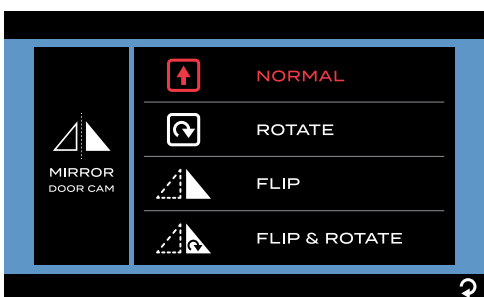 MIRROR
DOOR CAM
NORMAL
ROTATE
FLIP
FLIP & ROTATE